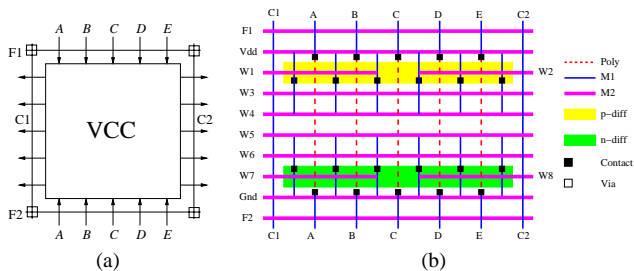 A B C D E
F1
C1 VCC C2
F2
A B C D E
(a)
C1 A B C D E C2
F1
Vdd
W1 W2
W3
W4
W5
W6
W7 W8
Gnd
F2
C1 A B C D E C2
(b)
Poly
M1
M2
p-diff
n-diff
Contact
Via